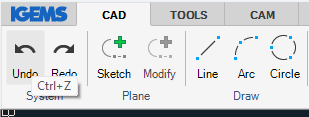 IGEMS CAD TOOLS CAM
Undo Redo Sketch Modify Line Arc Circle
Ctrl+Z
System Plane Draw